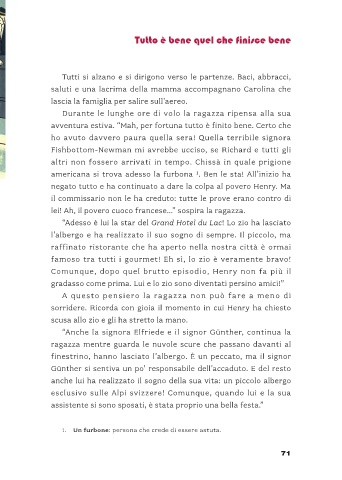 Tutto è bene quel che finisce bene
Tutti si alzano e si dirigono verso le partenze. Baci, abbracci,
saluti e una lacrima della mamma accompagnano Carolina che
lascia la famiglia per salire sull'aereo.
Durante le lunghe ore di volo la ragazza ripensa alla sua
avventura estiva. "Mah, per fortuna tutto è finito bene. Certo che
ho avuto davvero paura quella sera! Quella terribile signora
Fishbottom-Newman mi avrebbe ucciso, se Richard e tutti gli
altri non fossero arrivati in tempo. Chissà in quale prigione
americana si trova adesso la furbona ¹. Ben le sta! All'inizio ha
negato tutto e ha continuato a dare la colpa al povero Henry. Ma
il commissario non le ha creduto: tutte le prove erano contro di
lei! Ah, il povero cuoco francese..." sospira la ragazza.
"Adesso è lui la star del Grand Hotel du Lac! Lo zio ha lasciato
l'albergo e ha realizzato il suo sogno di sempre. Il piccolo, ma
raffinato ristorante che ha aperto nella nostra città è ormai
famoso tra tutti i gourmet! Eh sì, lo zio è veramente bravo!
Comunque, dopo quel brutto episodio, Henry non fa più il
gradasso come prima. Lui e lo zio sono diventati persino amici!"
A questo pensiero la ragazza non può fare a meno di
sorridere. Ricorda con gioia il momento in cui Henry ha chiesto
scusa allo zio e gli ha stretto la mano.
"Anche la signora Elfriede e il signor Günther, continua la
ragazza mentre guarda le nuvole scure che passano davanti al
finestrino, hanno lasciato l'albergo. È un peccato, ma il signor
Günther si sentiva un po' responsabile dell'accaduto. E del resto
anche lui ha realizzato il sogno della sua vita: un piccolo albergo
esclusivo sulle Alpi svizzere! Comunque, quando lui e la sua
assistente si sono sposati, è stata proprio una bella festa."
1. Un furbone: persona che crede di essere astuta.
71